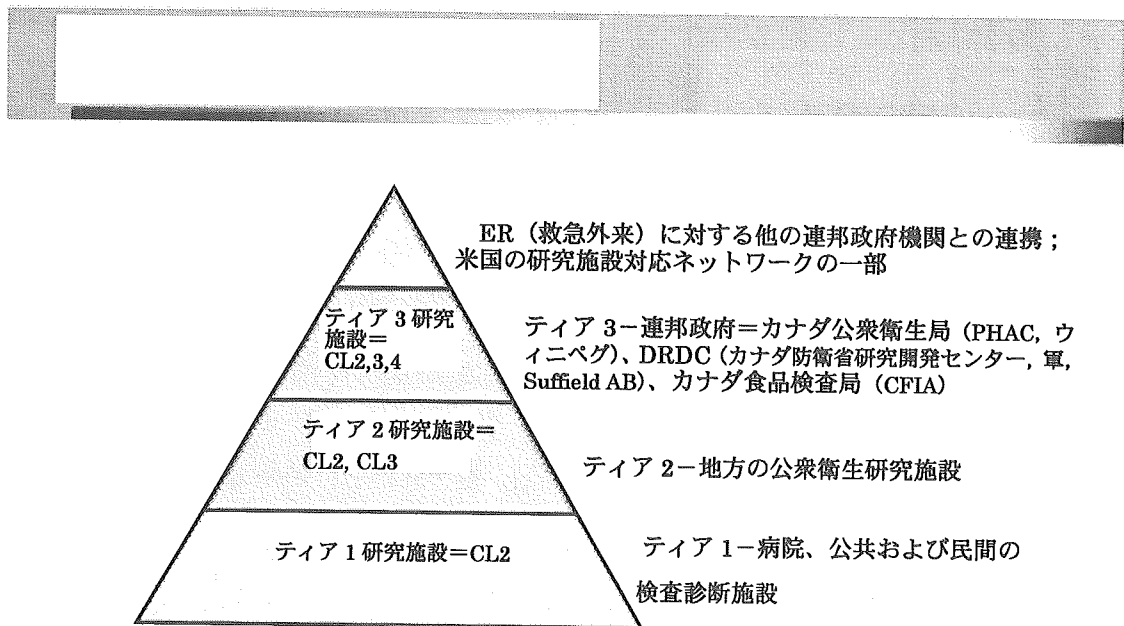 ER（救急外来）に対する他の連邦政府機関との連携；
米国の研究施設対応ネットワークの一部
ティア 3 研究
施設＝
CL2,3,4
ティア 3－連邦政府＝カナダ公衆衛生局（PHAC, ウ
ィニペグ）、DRDC（カナダ防衛省研究開発センター, 軍,
Suffield AB）、カナダ食品検査局（CFIA）
ティア 2 研究施設＝
CL2, CL3
ティア 2－地方の公衆衛生研究施設
ティア 1 研究施設＝CL2
ティア 1－病院、公共および民間の
検査診断施設